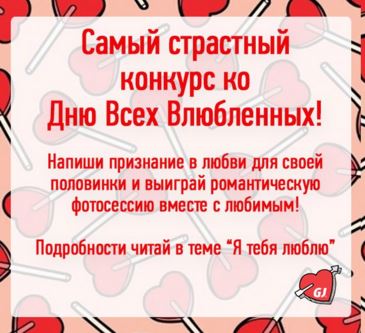 Самый страстный
конкурс ко
Дню Всех Влюбленных!
Напиши признание в любви для своей
половинки и выиграй романтическую
фотосессию вместе с любимым!
Подробности читай в теме “Я тебя люблю”
GJ